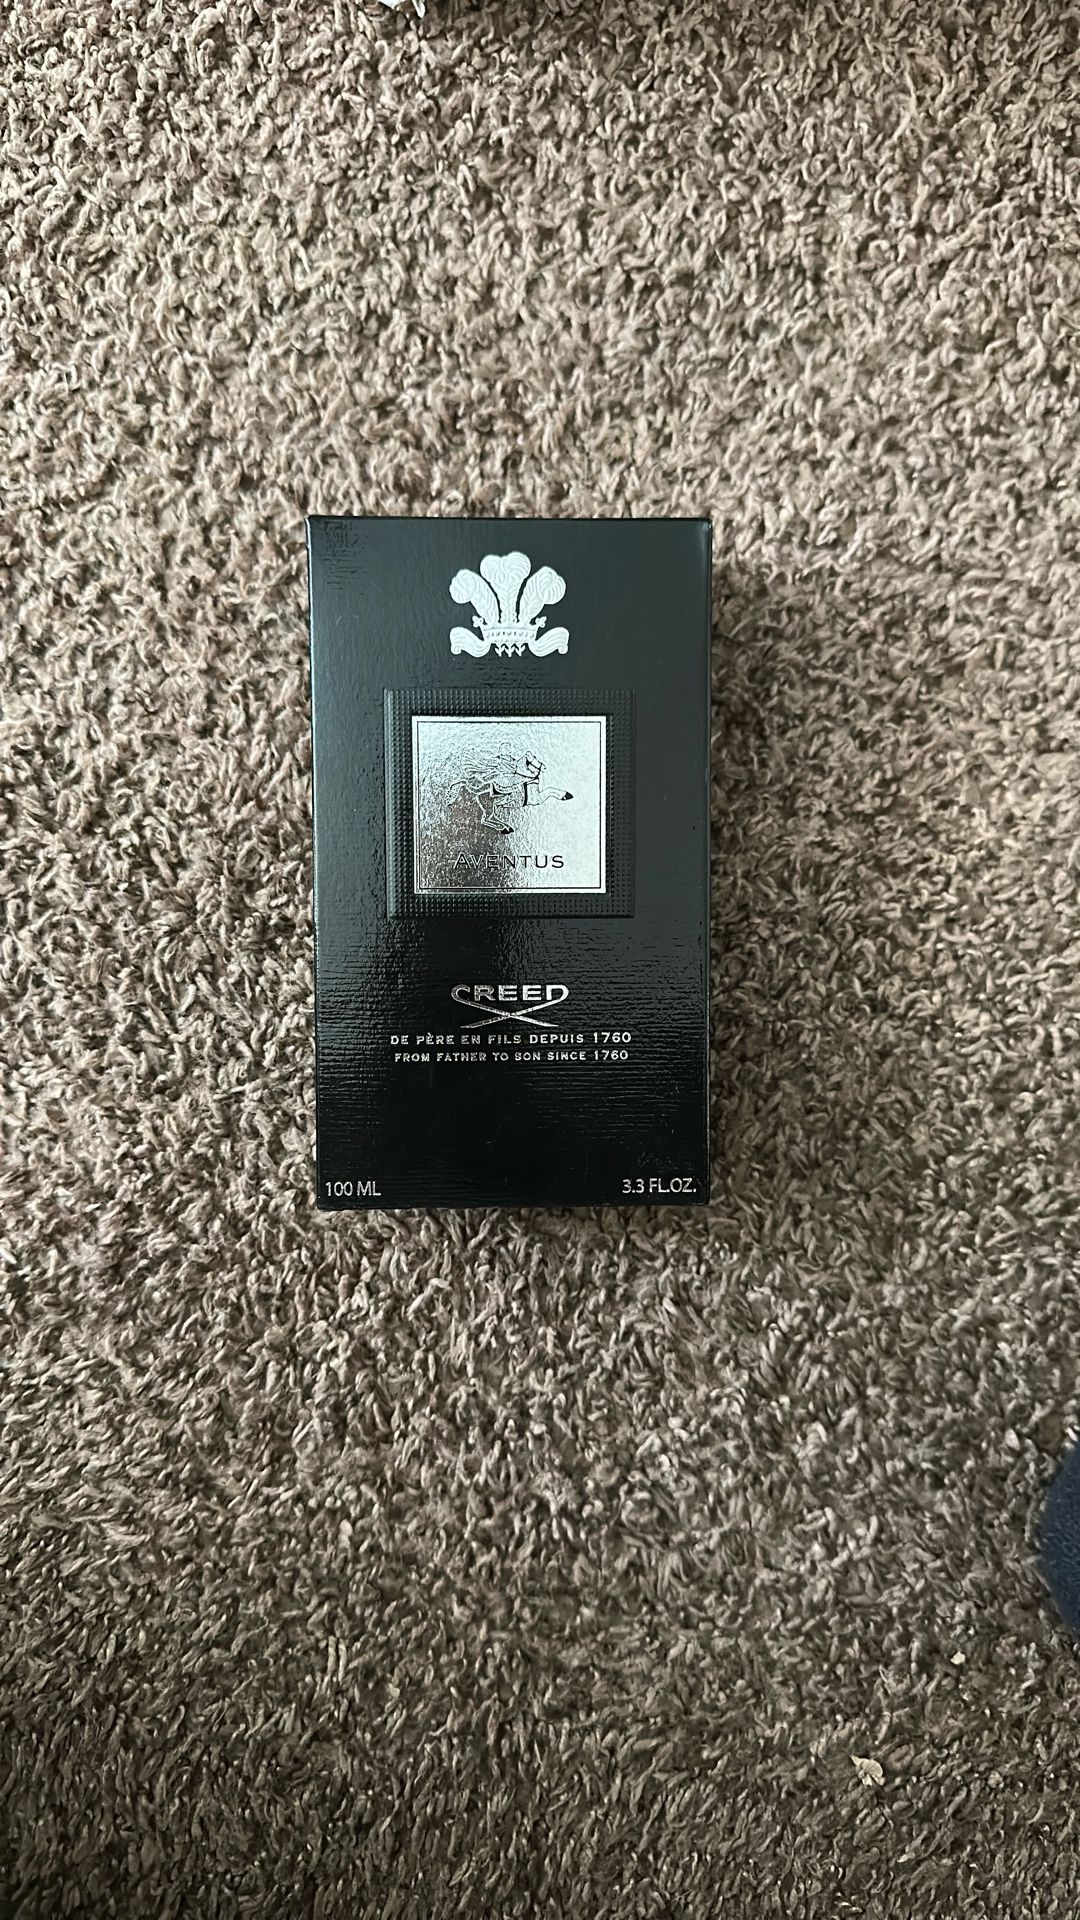 AVENTUS
CREED
DE PÈRE EN FILS DEPUIS 1760
FROM FATHER TO SON SINCE 1760
100 ML
3.3 FL.OZ.